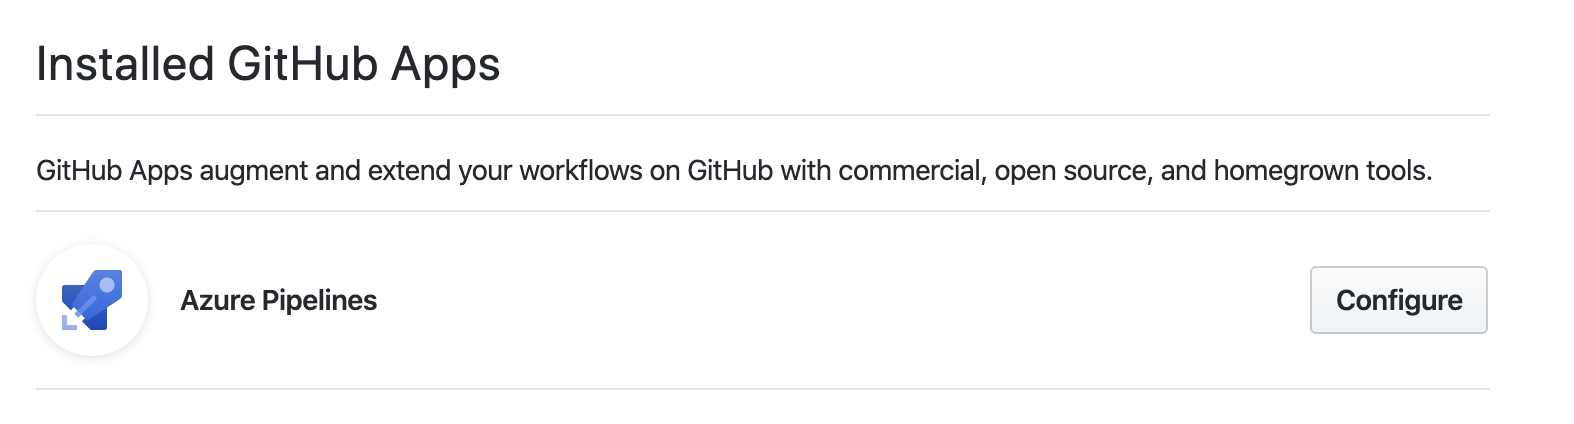 Installed GitHub Apps
GitHub Apps augment and extend your workflows on GitHub with commercial, open source, and homegrown tools.
Azure Pipelines
Configure